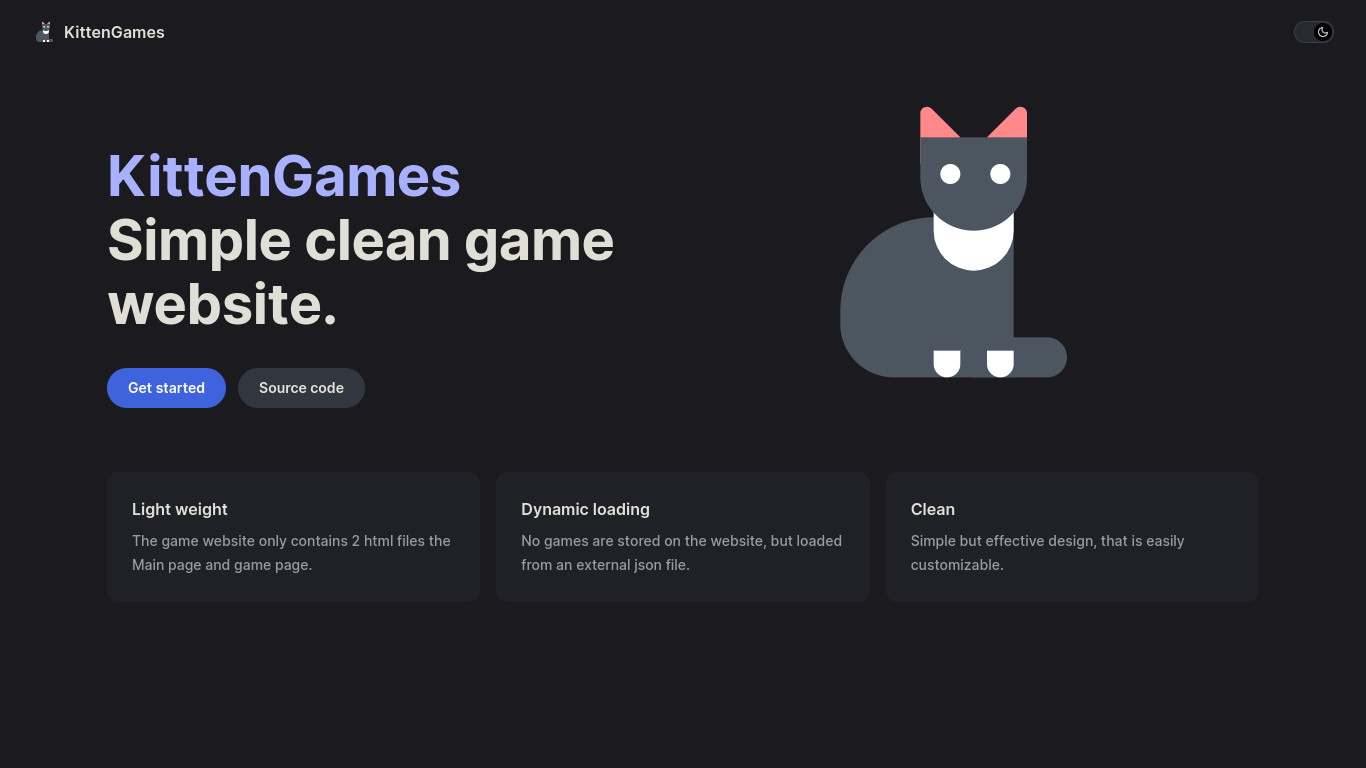 KittenGames
KittenGames
Simple clean game
website.
Get started
Source code
Light weight
The game website only contains 2 html files the
Main page and game page.
Dynamic loading
No games are stored on the website, but loaded
from an external json file.
Clean
Simple but effective design, that is easily
customizable.